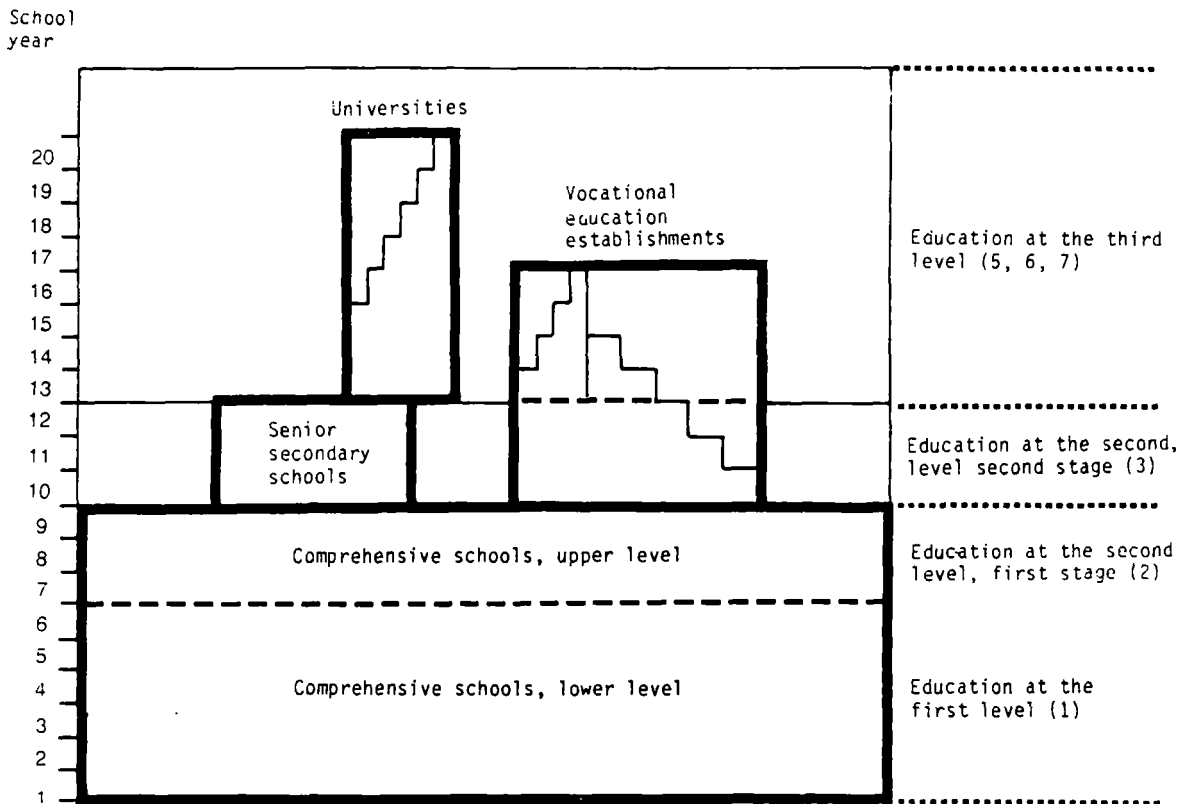 School
year
Universities
20
19
18
17
16
15
14
13
12
11
10
9
8
7
6
5
4
3
2
1
Vocational
education
establishments
Senior
secondary
schools
Comprehensive schools, upper level
Comprehensive schools, lower level
Education at the third
level (5, 6, 7)
Education at the second,
level second stage (3)
Education at the second
level, first stage (2)
Education at the
first level (1)